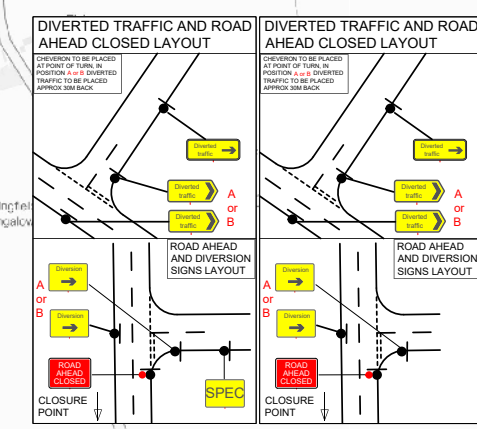 DIVERTED TRAFFIC AND ROAD
AHEAD CLOSED LAYOUT
CHEVERON TO BE PLACED
AT POINT OF TURN, IN
POSITION A or B DIVERTED
TRAFFIC TO BE PLACED
APPROX 30M BACK
Diverted
traffic
Diverted
traffic
Diverted
traffic
A
or
B
ROAD AHEAD
AND DIVERSION
SIGNS LAYOUT
Diversion
A
or
B
Diversion
ROAD
AHEAD
CLOSED
SPEC
CLOSURE
POINT
DIVERTED TRAFFIC AND ROAD
AHEAD CLOSED LAYOUT
CHEVERON TO BE PLACED
AT POINT OF TURN, IN
POSITION A or B DIVERTED
TRAFFIC TO BE PLACED
APPROX 30M BACK
Diverted
traffic
Diverted
traffic
Diverted
traffic
A
or
B
ROAD AHEAD
AND DIVERSION
SIGNS LAYOUT
Diversion
A
or
B
Diversion
ROAD
AHEAD
CLOSED
CLOSURE
POINT